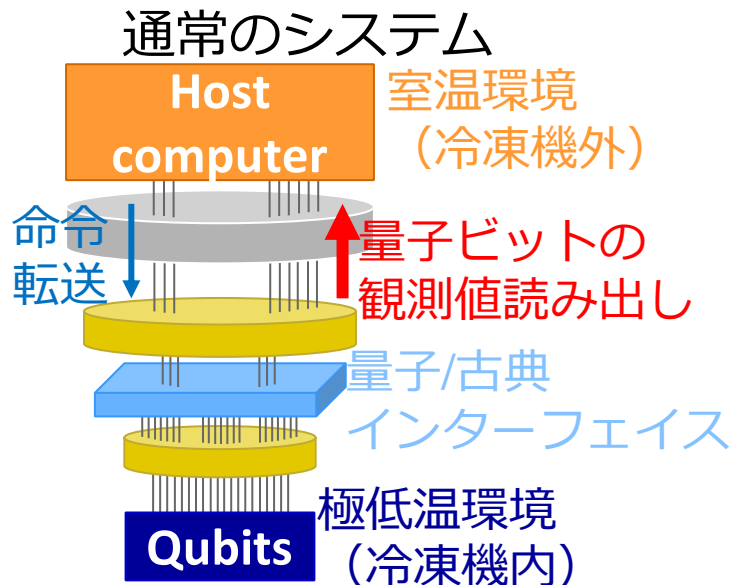 通常のシステム
Host
computer
室温環境
（冷凍機外）
命令
転送
量子ビットの
観測値読み出し
量子/古典
インターフェイス
極低温環境
（冷凍機内）
Qubits